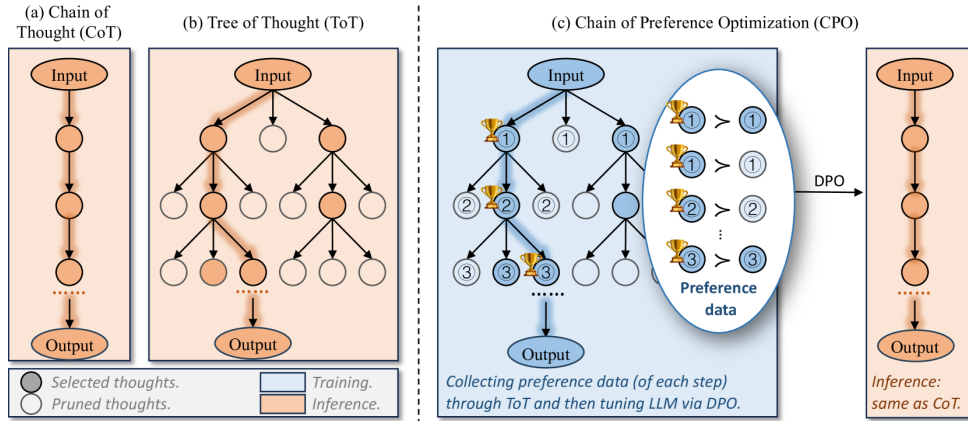 (a) Chain of
Thought (CoT)
Input
Output
(b) Tree of Thought (ToT)
Input
Output
Selected thoughts.
Pruned thoughts.
Training.
Inference.
(c) Chain of Preference Optimization (CPO)
Input
1 1 1
2 2 2
3 3 3
Output
1 ≻ 1
1 ≻ 1
2 ≻ 2
⋮
3 ≻ 3
Preference
data
Collecting preference data (of each step)
through ToT and then tuning LLM via DPO.
DPO
Input
Output
Inference:
same as CoT.